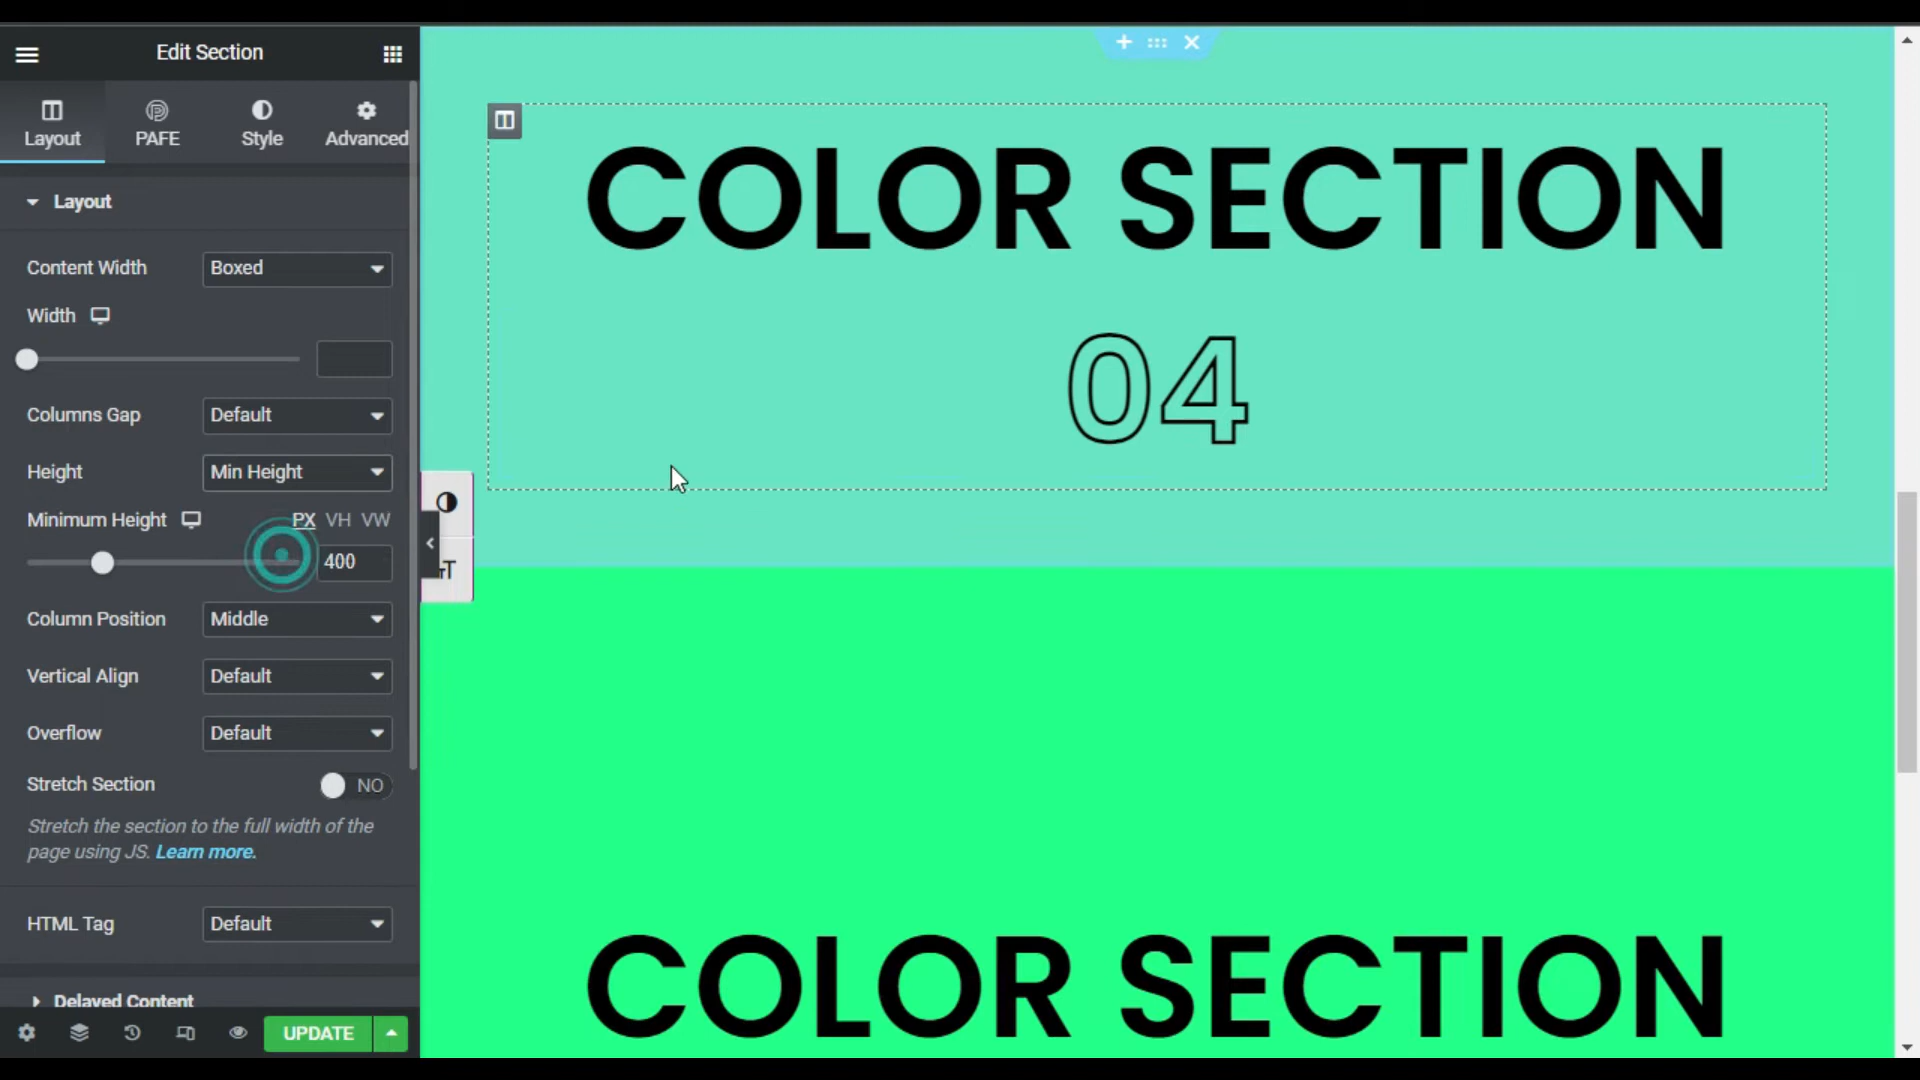 Edit Section
Layout
PAFE
Style
Advanced
Layout
Content Width
Boxed
Width
Columns Gap
Default
Height
Min Height
Minimum Height
PX VH VW
400
Column Position
Middle
Vertical Align
Default
Overflow
Default
Stretch Section
NO
Stretch the section to the full width of the
page using JS. Learn more.
HTML Tag
Default
Delayed Content
UPDATE
COLOR SECTION
04
COLOR SECTION